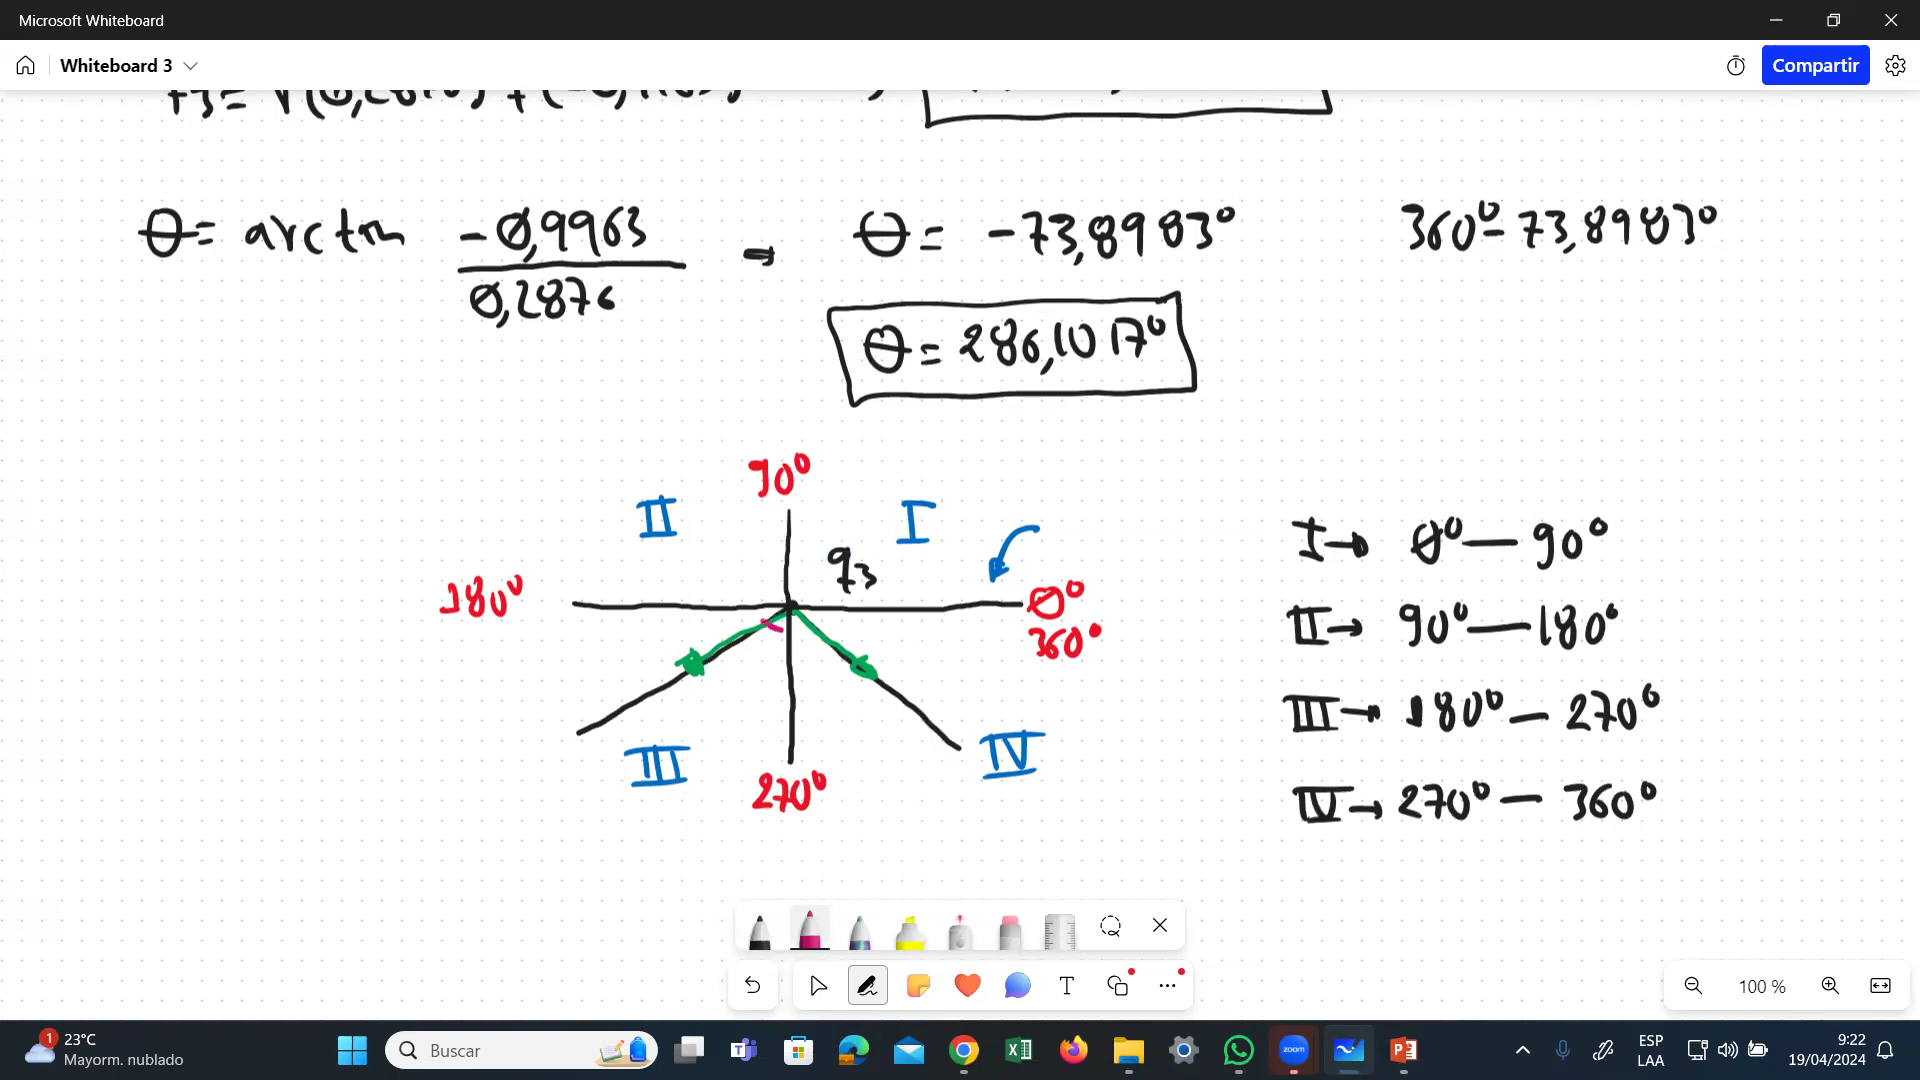 Microsoft Whiteboard
Whiteboard 3
Compartir
θ = arctan -0,9963 / 0,2876 ⇒ θ = -73,8983° 360° - 73,8983°
θ = 286,1017°
90°
II I
q3
180° 0°
360°
III IV
270°
I → 0° — 90°
II → 90° — 180°
III → 180° — 270°
IV → 270° — 360°
100 %
1
23°C
Mayorm. nublado
Buscar
zoom
ESP
LAA
9:22
19/04/2024